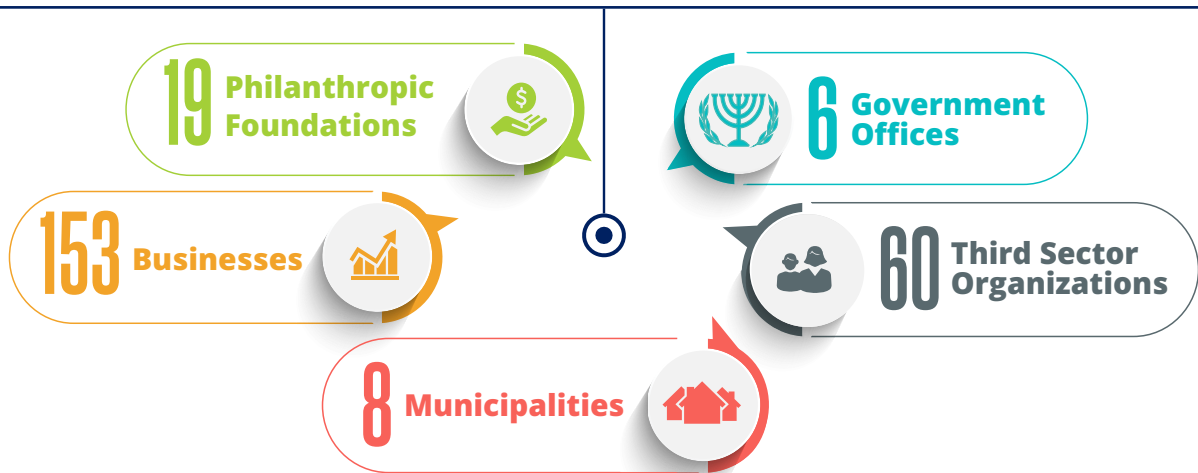 19 Philanthropic
Foundations
6 Government
Offices
153 Businesses
60 Third Sector
Organizations
8 Municipalities